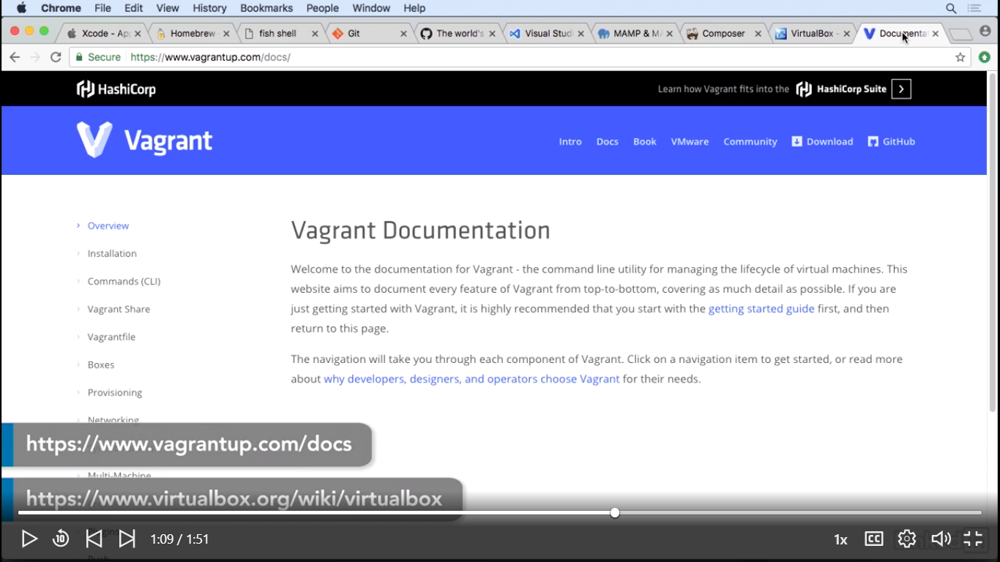 Chrome File Edit View History Bookmarks People Window Help
Xcode - Ap Homebrew fish shell Git The world's Visual Studi MAMP & MA Composer VirtualBox - Documenta
Secure https://www.vagrantup.com/docs/
HashiCorp Learn how Vagrant fits into the HashiCorp Suite
Vagrant Intro Docs Book VMware Community Download GitHub
Overview
Installation
Commands (CLI)
Vagrant Share
Vagrantfile
Boxes
Provisioning
Networking
Vagrant Documentation
Welcome to the documentation for Vagrant - the command line utility for managing the lifecycle of virtual machines. This
website aims to document every feature of Vagrant from top-to-bottom, covering as much detail as possible. If you are
just getting started with Vagrant, it is highly recommended that you start with the getting started guide first, and then
return to this page.
The navigation will take you through each component of Vagrant. Click on a navigation item to get started, or read more
about why developers, designers, and operators choose Vagrant for their needs.
https://www.vagrantup.com/docs
Multi-Machine
https://www.virtualbox.org/wiki/virtualbox
Plugins
10 1:09 / 1:51 1x CC
Push